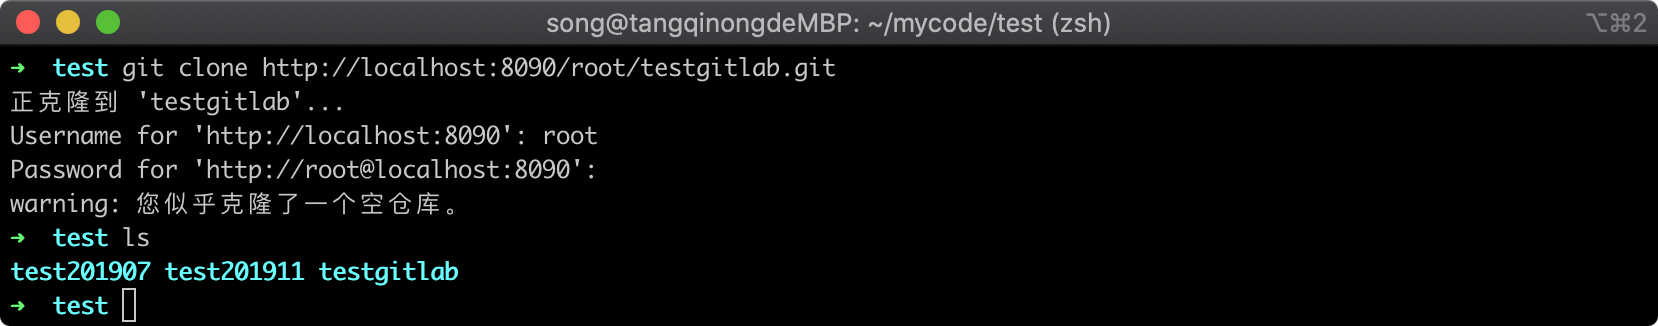 song@tangqinongdeMBP: ~/mycode/test (zsh) ⌥⌘2
➜  test git clone http://localhost:8090/root/testgitlab.git
正克隆到 'testgitlab'...
Username for 'http://localhost:8090': root
Password for 'http://root@localhost:8090':
warning: 您似乎克隆了一个空仓库。
➜  test ls
test201907 test201911 testgitlab
➜  test